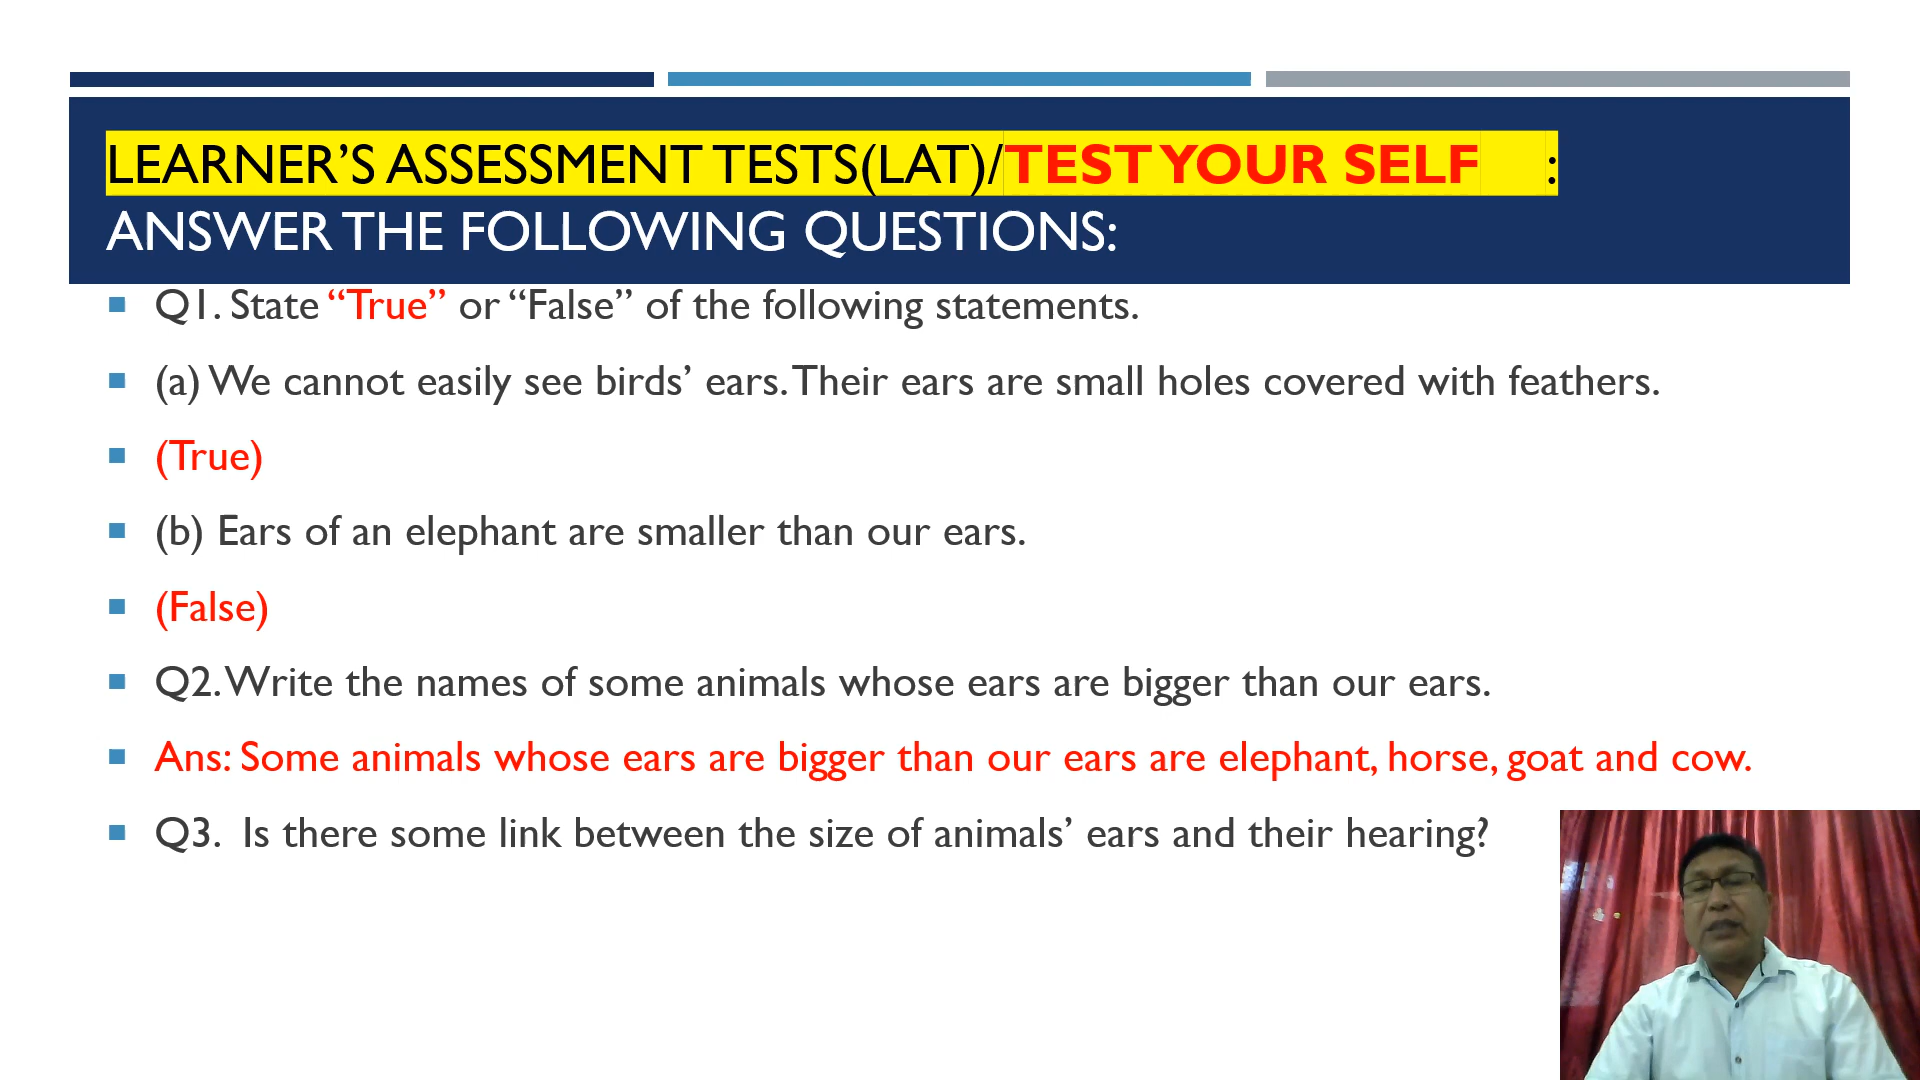 LEARNER’S ASSESSMENT TESTS(LAT)/TEST YOUR SELF :
ANSWER THE FOLLOWING QUESTIONS:
Q1. State “True” or “False” of the following statements.
(a) We cannot easily see birds’ ears. Their ears are small holes covered with feathers.
(True)
(b) Ears of an elephant are smaller than our ears.
(False)
Q2. Write the names of some animals whose ears are bigger than our ears.
Ans: Some animals whose ears are bigger than our ears are elephant, horse, goat and cow.
Q3. Is there some link between the size of animals’ ears and their hearing?